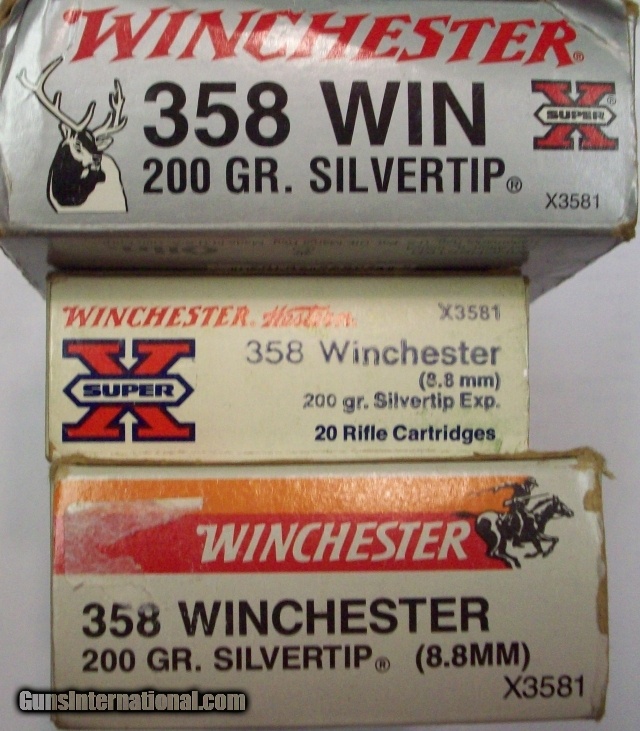 WINCHESTER®
358 WIN
200 GR. SILVERTIP®
SUPER X®
X3581
Olin
WINCHESTER
X3581
358 Winchester
(8.8 mm)
200 gr. Silvertip Exp.
20 Rifle Cartridges
SUPER X
WINCHESTER
358 WINCHESTER
200 GR. SILVERTIP® (8.8MM)
X3581
GunsInternational.com